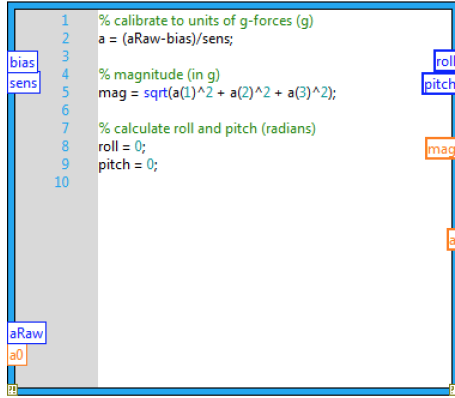 1 % calibrate to units of g-forces (g)
2 a = (aRaw-bias)/sens;
3
4 % magnitude (in g)
5 mag = sqrt(a(1)^2 + a(2)^2 + a(3)^2);
6
7 % calculate roll and pitch (radians)
8 roll = 0;
9 pitch = 0;
10
bias
sens
roll
pitch
mag
a
aRaw
a0